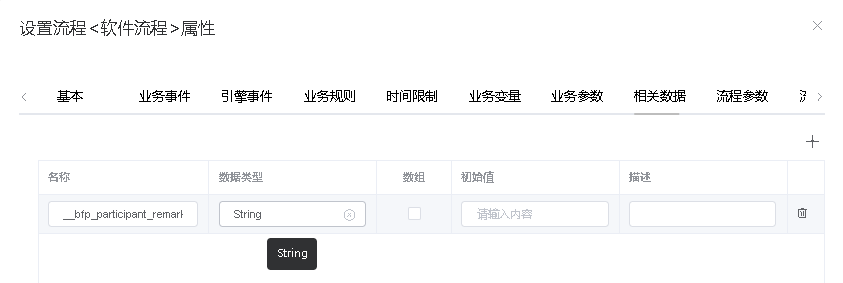 设置流程<软件流程>属性
基本 业务事件 引擎事件 业务规则 时间限制 业务变量 业务参数 相关数据 流程参数
名称 数据类型 数组 初始值 描述
__bfp_participant_remark String 请输入内容
String